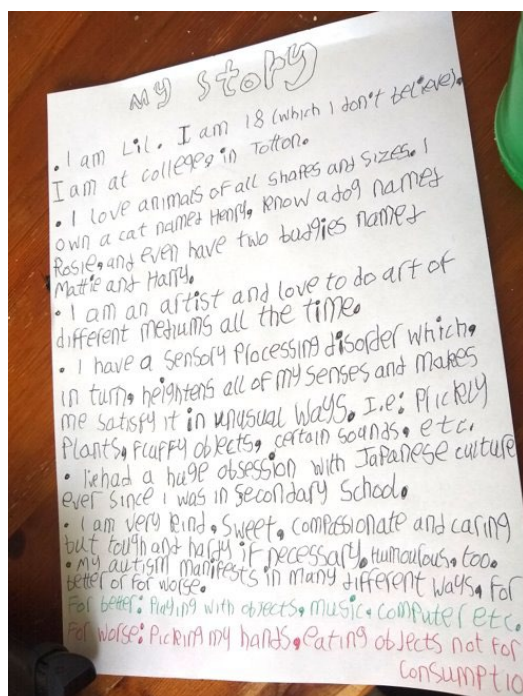 My Story
• I am Lil. I am 18 (which I don't believe).
I am at college, in Totton.
• I love animals of all shapes and sizes. I
own a cat named Henry, know a dog named
Rosie, and even have two budgies named
Mattie and Harry.
• I am an artist and love to do art of
different mediums all the time.
• I have a sensory processing disorder which,
in turn, heightens all of my senses and makes
me satisfy it in unusual ways. I.e: Prickly
Plants, Fluffy objects, certain sounds, etc.
• I've had a huge obsession with Japanese culture
ever since I was in secondary school.
• I am very kind, sweet, compassionate and caring
but tough and hardy if necessary. Humourous, too.
• My autism manifests in many different ways, for
better or for worse.
For better: Playing with objects, music, computer etc.
For worse: Picking my hands, eating objects not for
consumptio